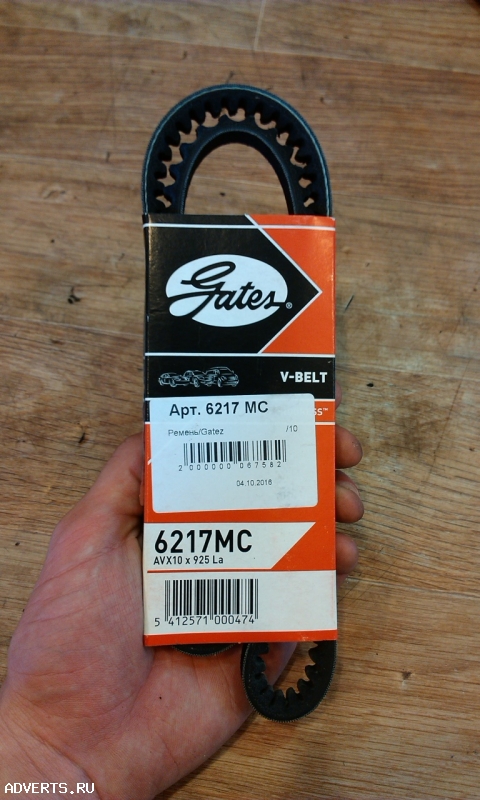 Gates®
V-BELT
SS™
Арт. 6217 MC
Ремень/Gatez /10
2 000000 067582
04.10.2018
6217MC
AVX10 x 925 La
5 412571 000474
ADVERTS.RU